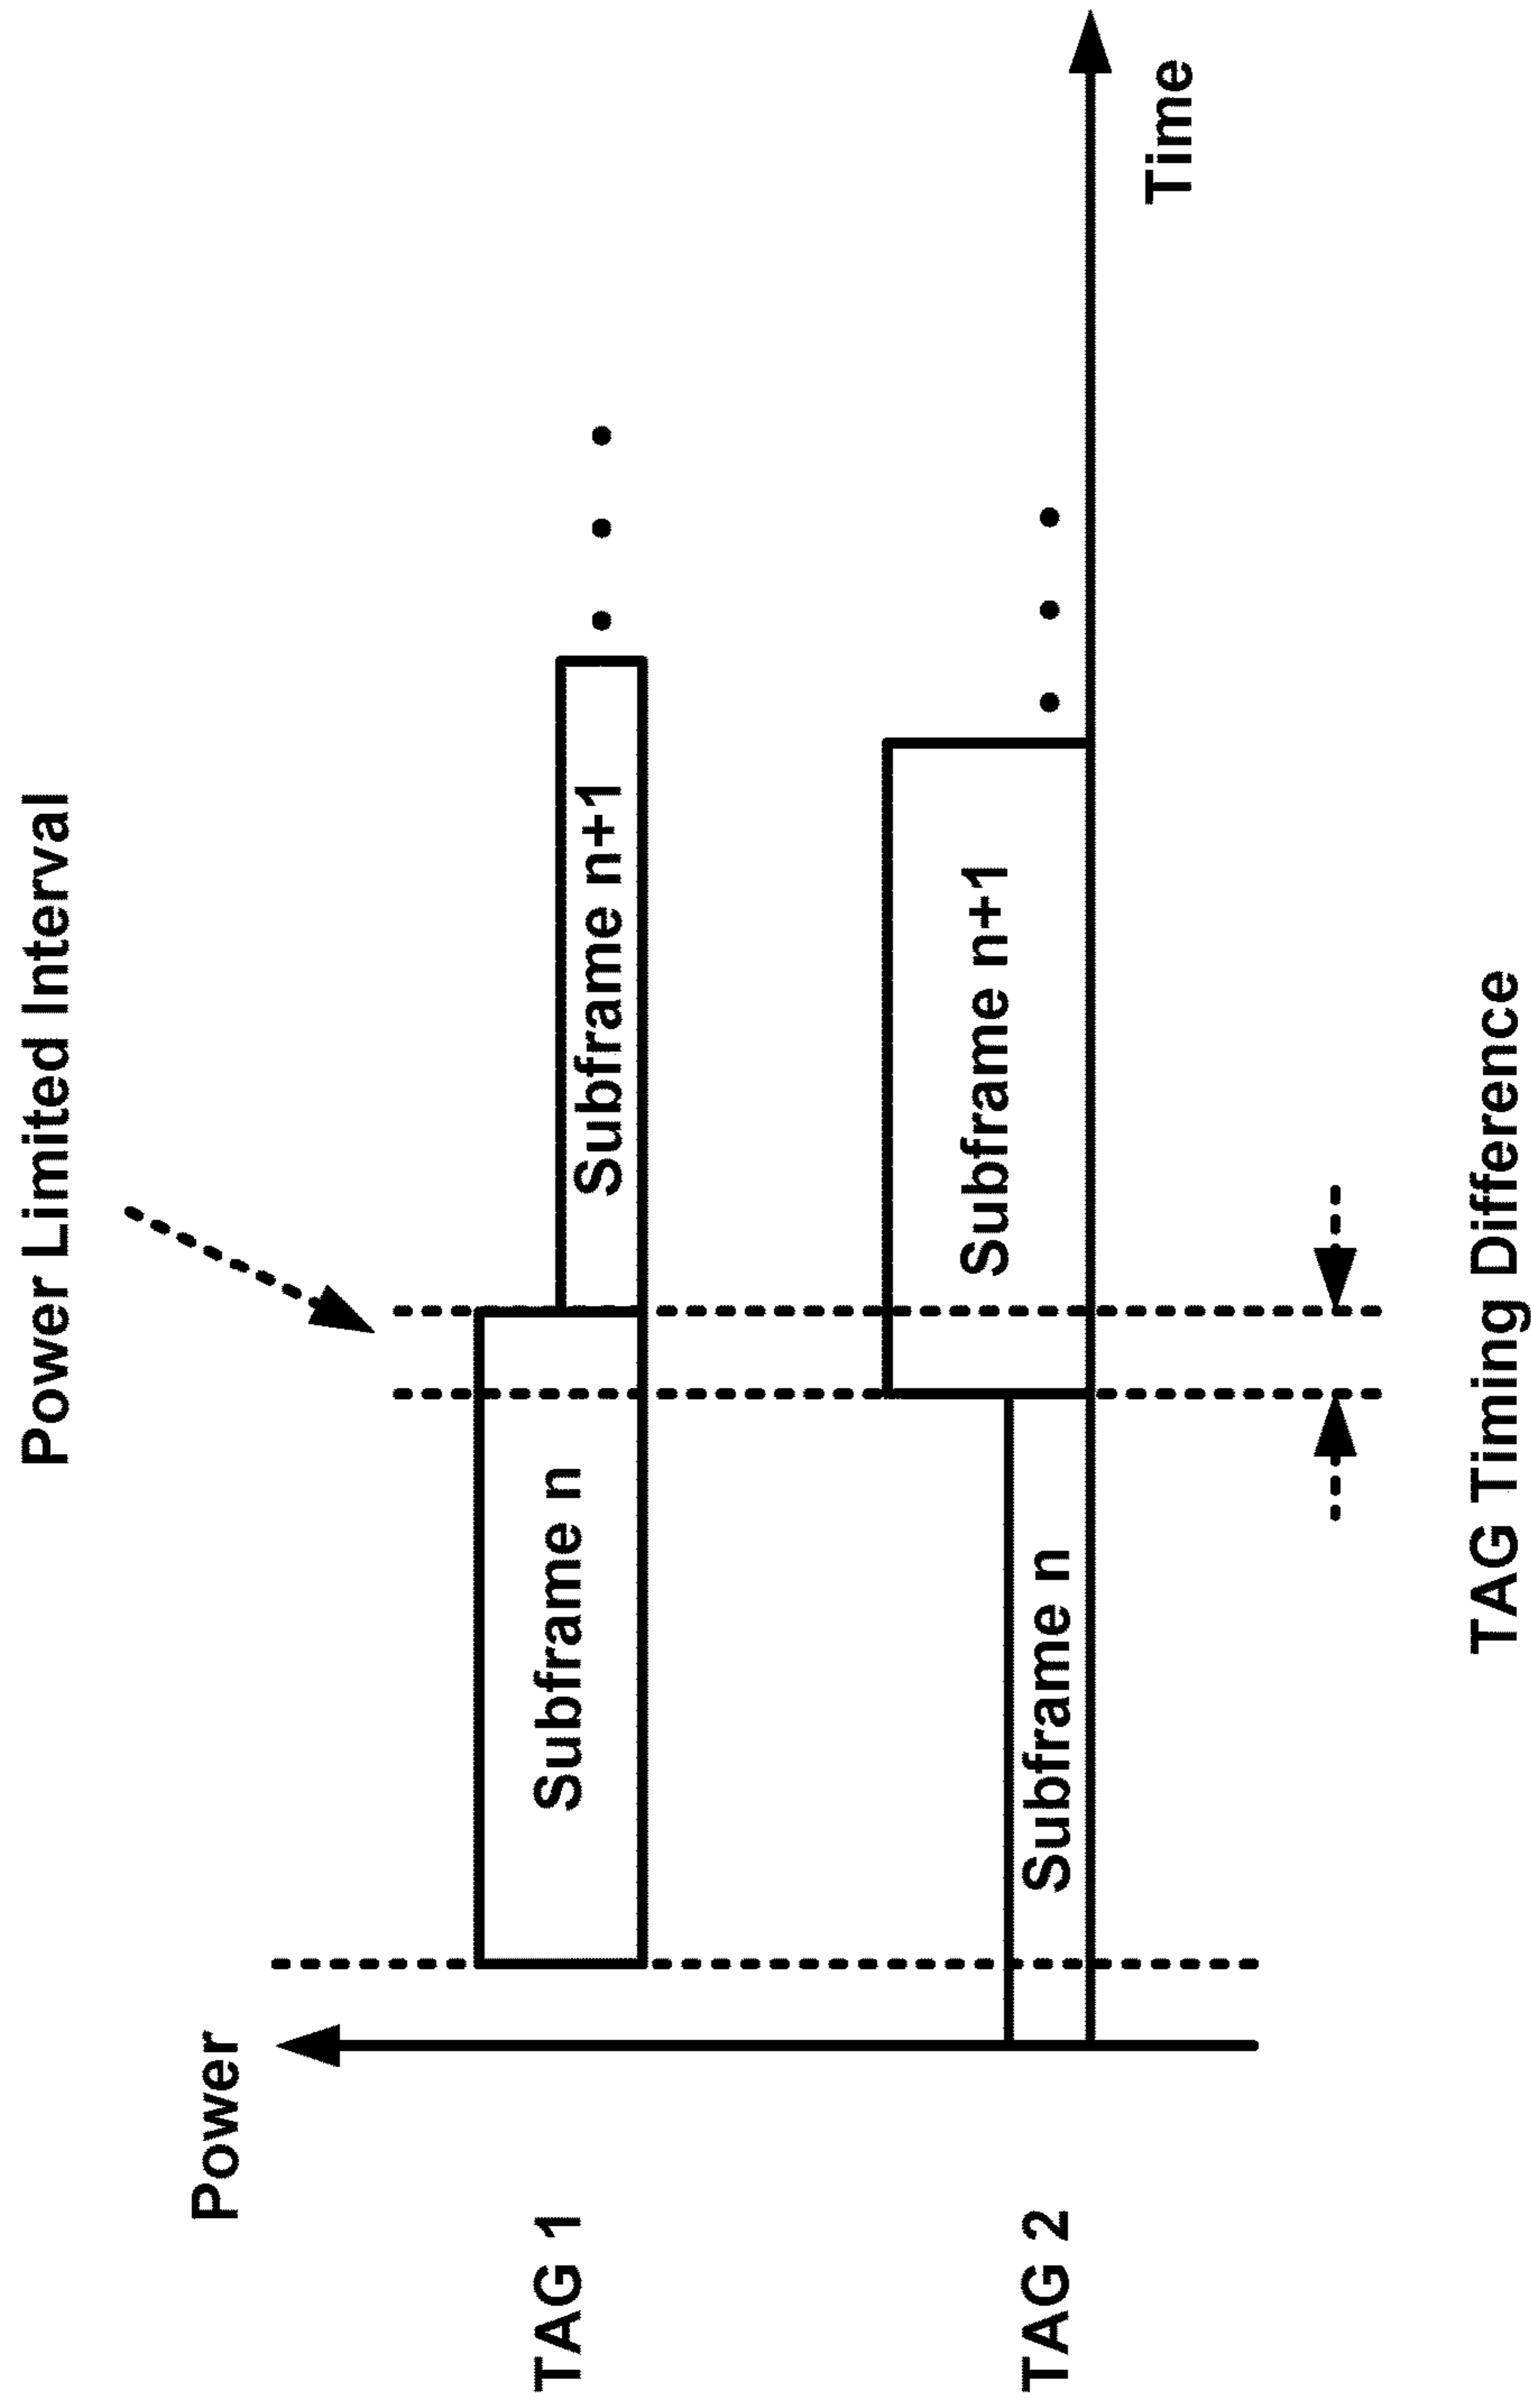 Power Limited Interval
Power
TAG 1
Subframe n
Subframe n+1
TAG 2
Subframe n
Subframe n+1
Time
TAG Timing Difference